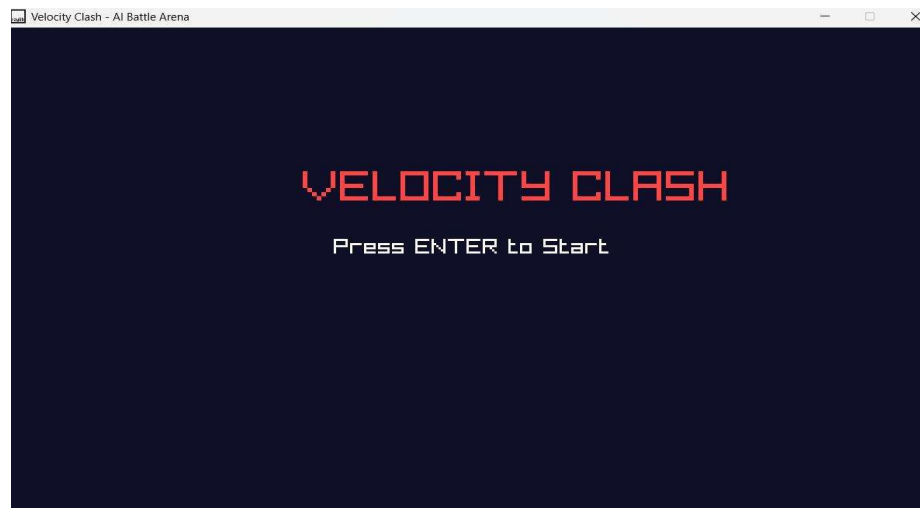 Velocity Clash - AI Battle Arena
VELOCITY CLASH
Press ENTER to Start